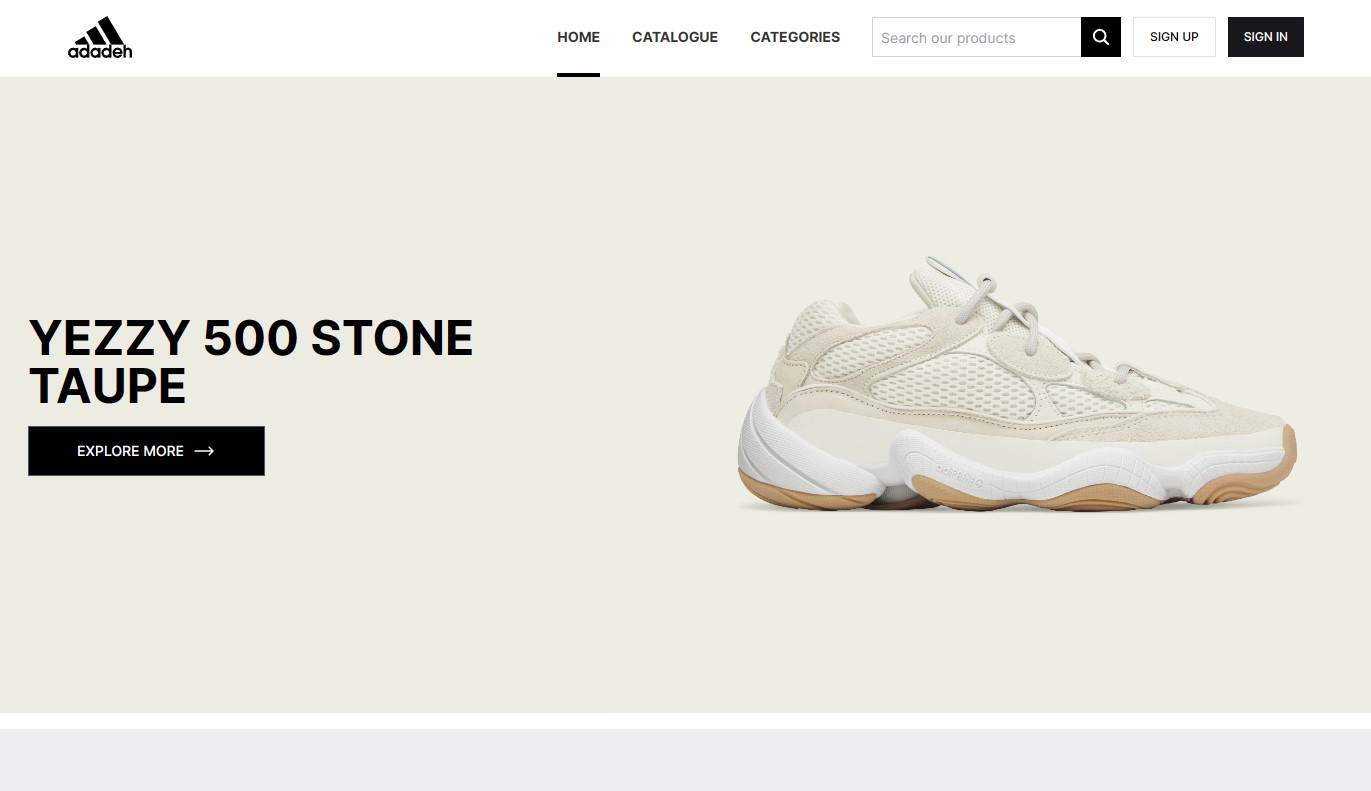 adadeh
HOME
CATALOGUE
CATEGORIES
Search our products
SIGN UP
SIGN IN
YEZZY 500 STONE
TAUPE
EXPLORE MORE